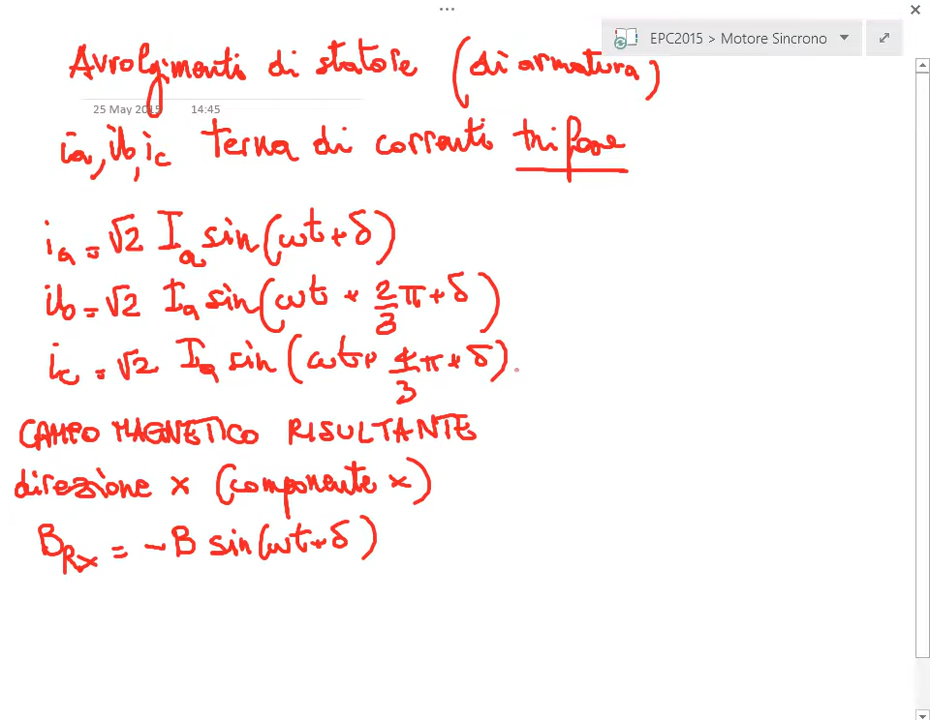 EPC2015 > Motore Sincrono
Avvolgimenti di statore (di armatura)
25 May 2015 14:45
ia, ib, ic terna di correnti trifase
ia = √2 Ia sin(ωt + δ)
ib = √2 Ia sin(ωt + 2/3 π + δ)
ic = √2 Ia sin(ωt + 4/3 π + δ)
CAMPO MAGNETICO RISULTANTE
direzione x (componente x)
BRx = -B sin(ωt + δ)